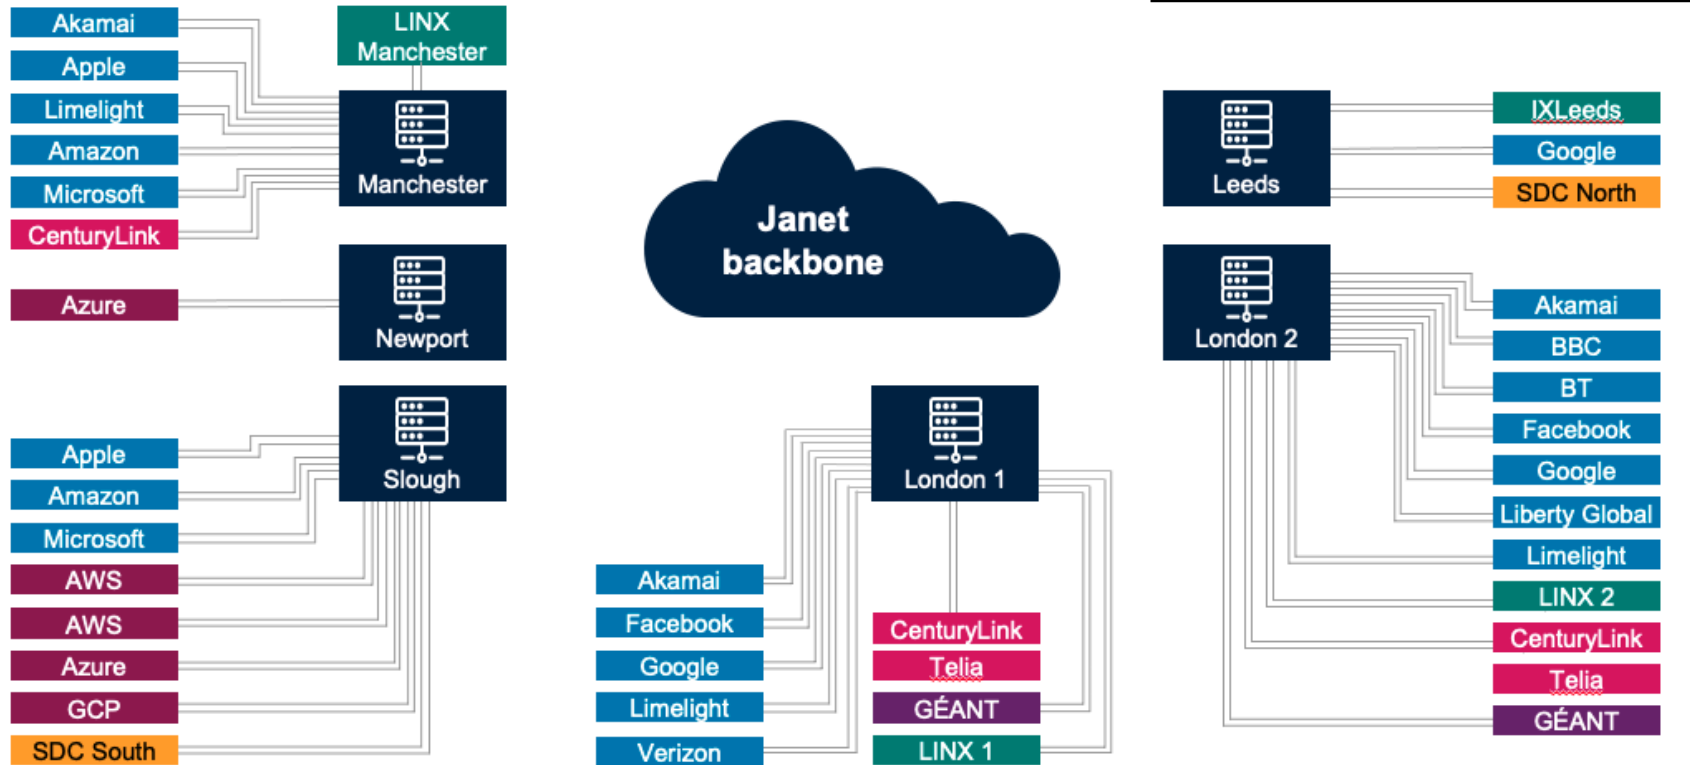 Akamai
Apple
Limelight
Amazon
Microsoft
CenturyLink
LINX
Manchester
Manchester
Azure
Newport
Apple
Amazon
Microsoft
AWS
AWS
Azure
GCP
SDC South
Slough
Janet
backbone
London 1
Akamai
Facebook
Google
Limelight
Verizon
CenturyLink
Telia
GÉANT
LINX 1
Leeds
IXLeeds
Google
SDC North
London 2
Akamai
BBC
BT
Facebook
Google
Liberty Global
Limelight
LINX 2
CenturyLink
Telia
GÉANT